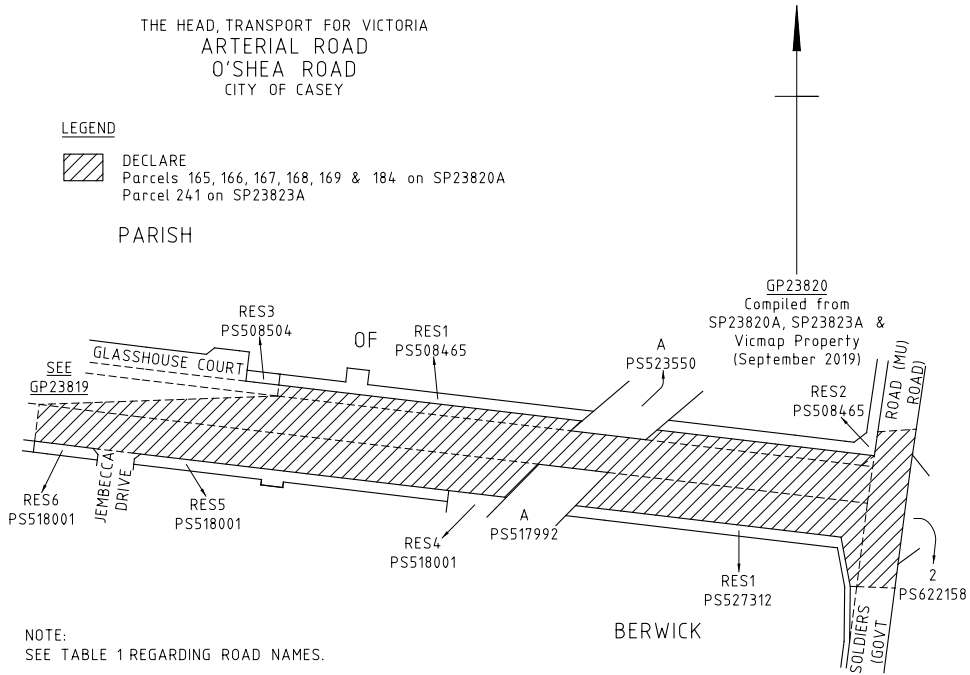 THE HEAD, TRANSPORT FOR VICTORIA
ARTERIAL ROAD
O'SHEA ROAD
CITY OF CASEY
LEGEND
DECLARE
Parcels 165, 166, 167, 168, 169 & 184 on SP23820A
Parcel 241 on SP23823A
PARISH
GP23820
Compiled from
SP23820A, SP23823A &
Vicmap Property
(September 2019)
RES3
PS508504
OF
RES1
PS508465
A
PS523550
GLASSHOUSE COURT
SEE
GP23819
RES2
PS508465
ROAD (MU)
ROAD)
RES6
PS518001
JEMBECCAL
DRIVE
RES5
PS518001
RES4
PS518001
A
PS517992
RES1
PS527312
2
PS622158
BERWICK
SOLDIERS
(GOVT
NOTE:
SEE TABLE 1 REGARDING ROAD NAMES.